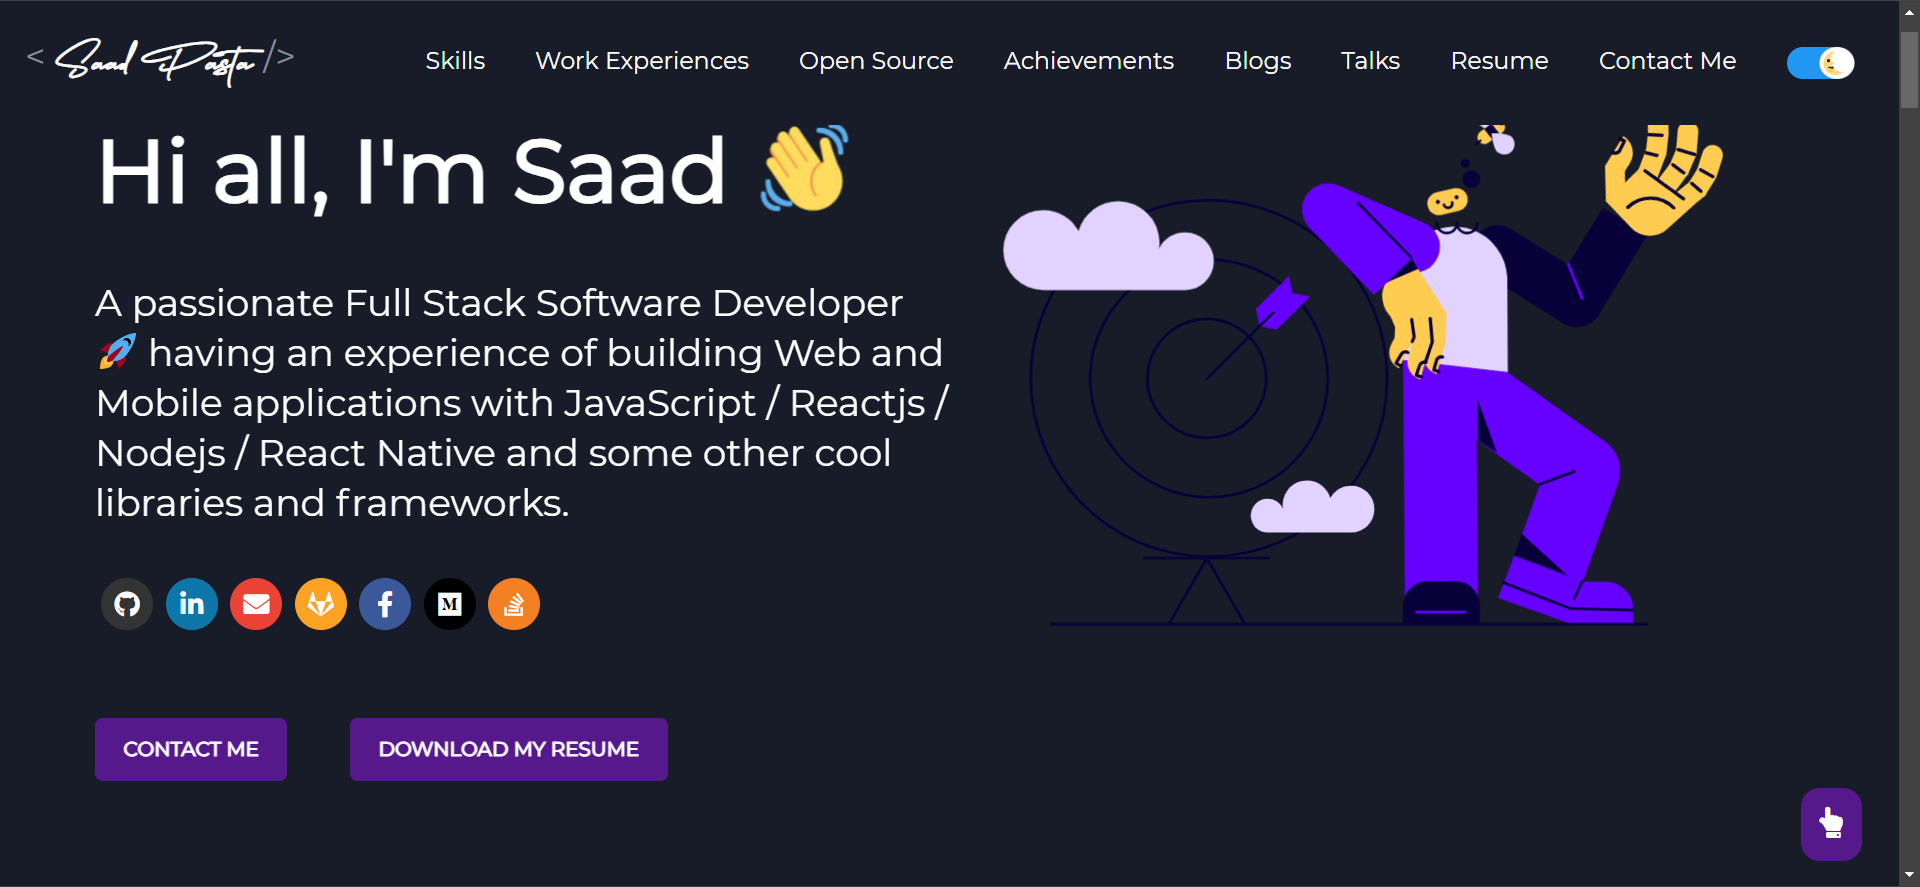 < Saad Pasta />
Skills
Work Experiences
Open Source
Achievements
Blogs
Talks
Resume
Contact Me
Hi all, I'm Saad 👋
A passionate Full Stack Software Developer
🚀 having an experience of building Web and
Mobile applications with JavaScript / Reactjs /
Nodejs / React Native and some other cool
libraries and frameworks.
in
f
M
CONTACT ME
DOWNLOAD MY RESUME